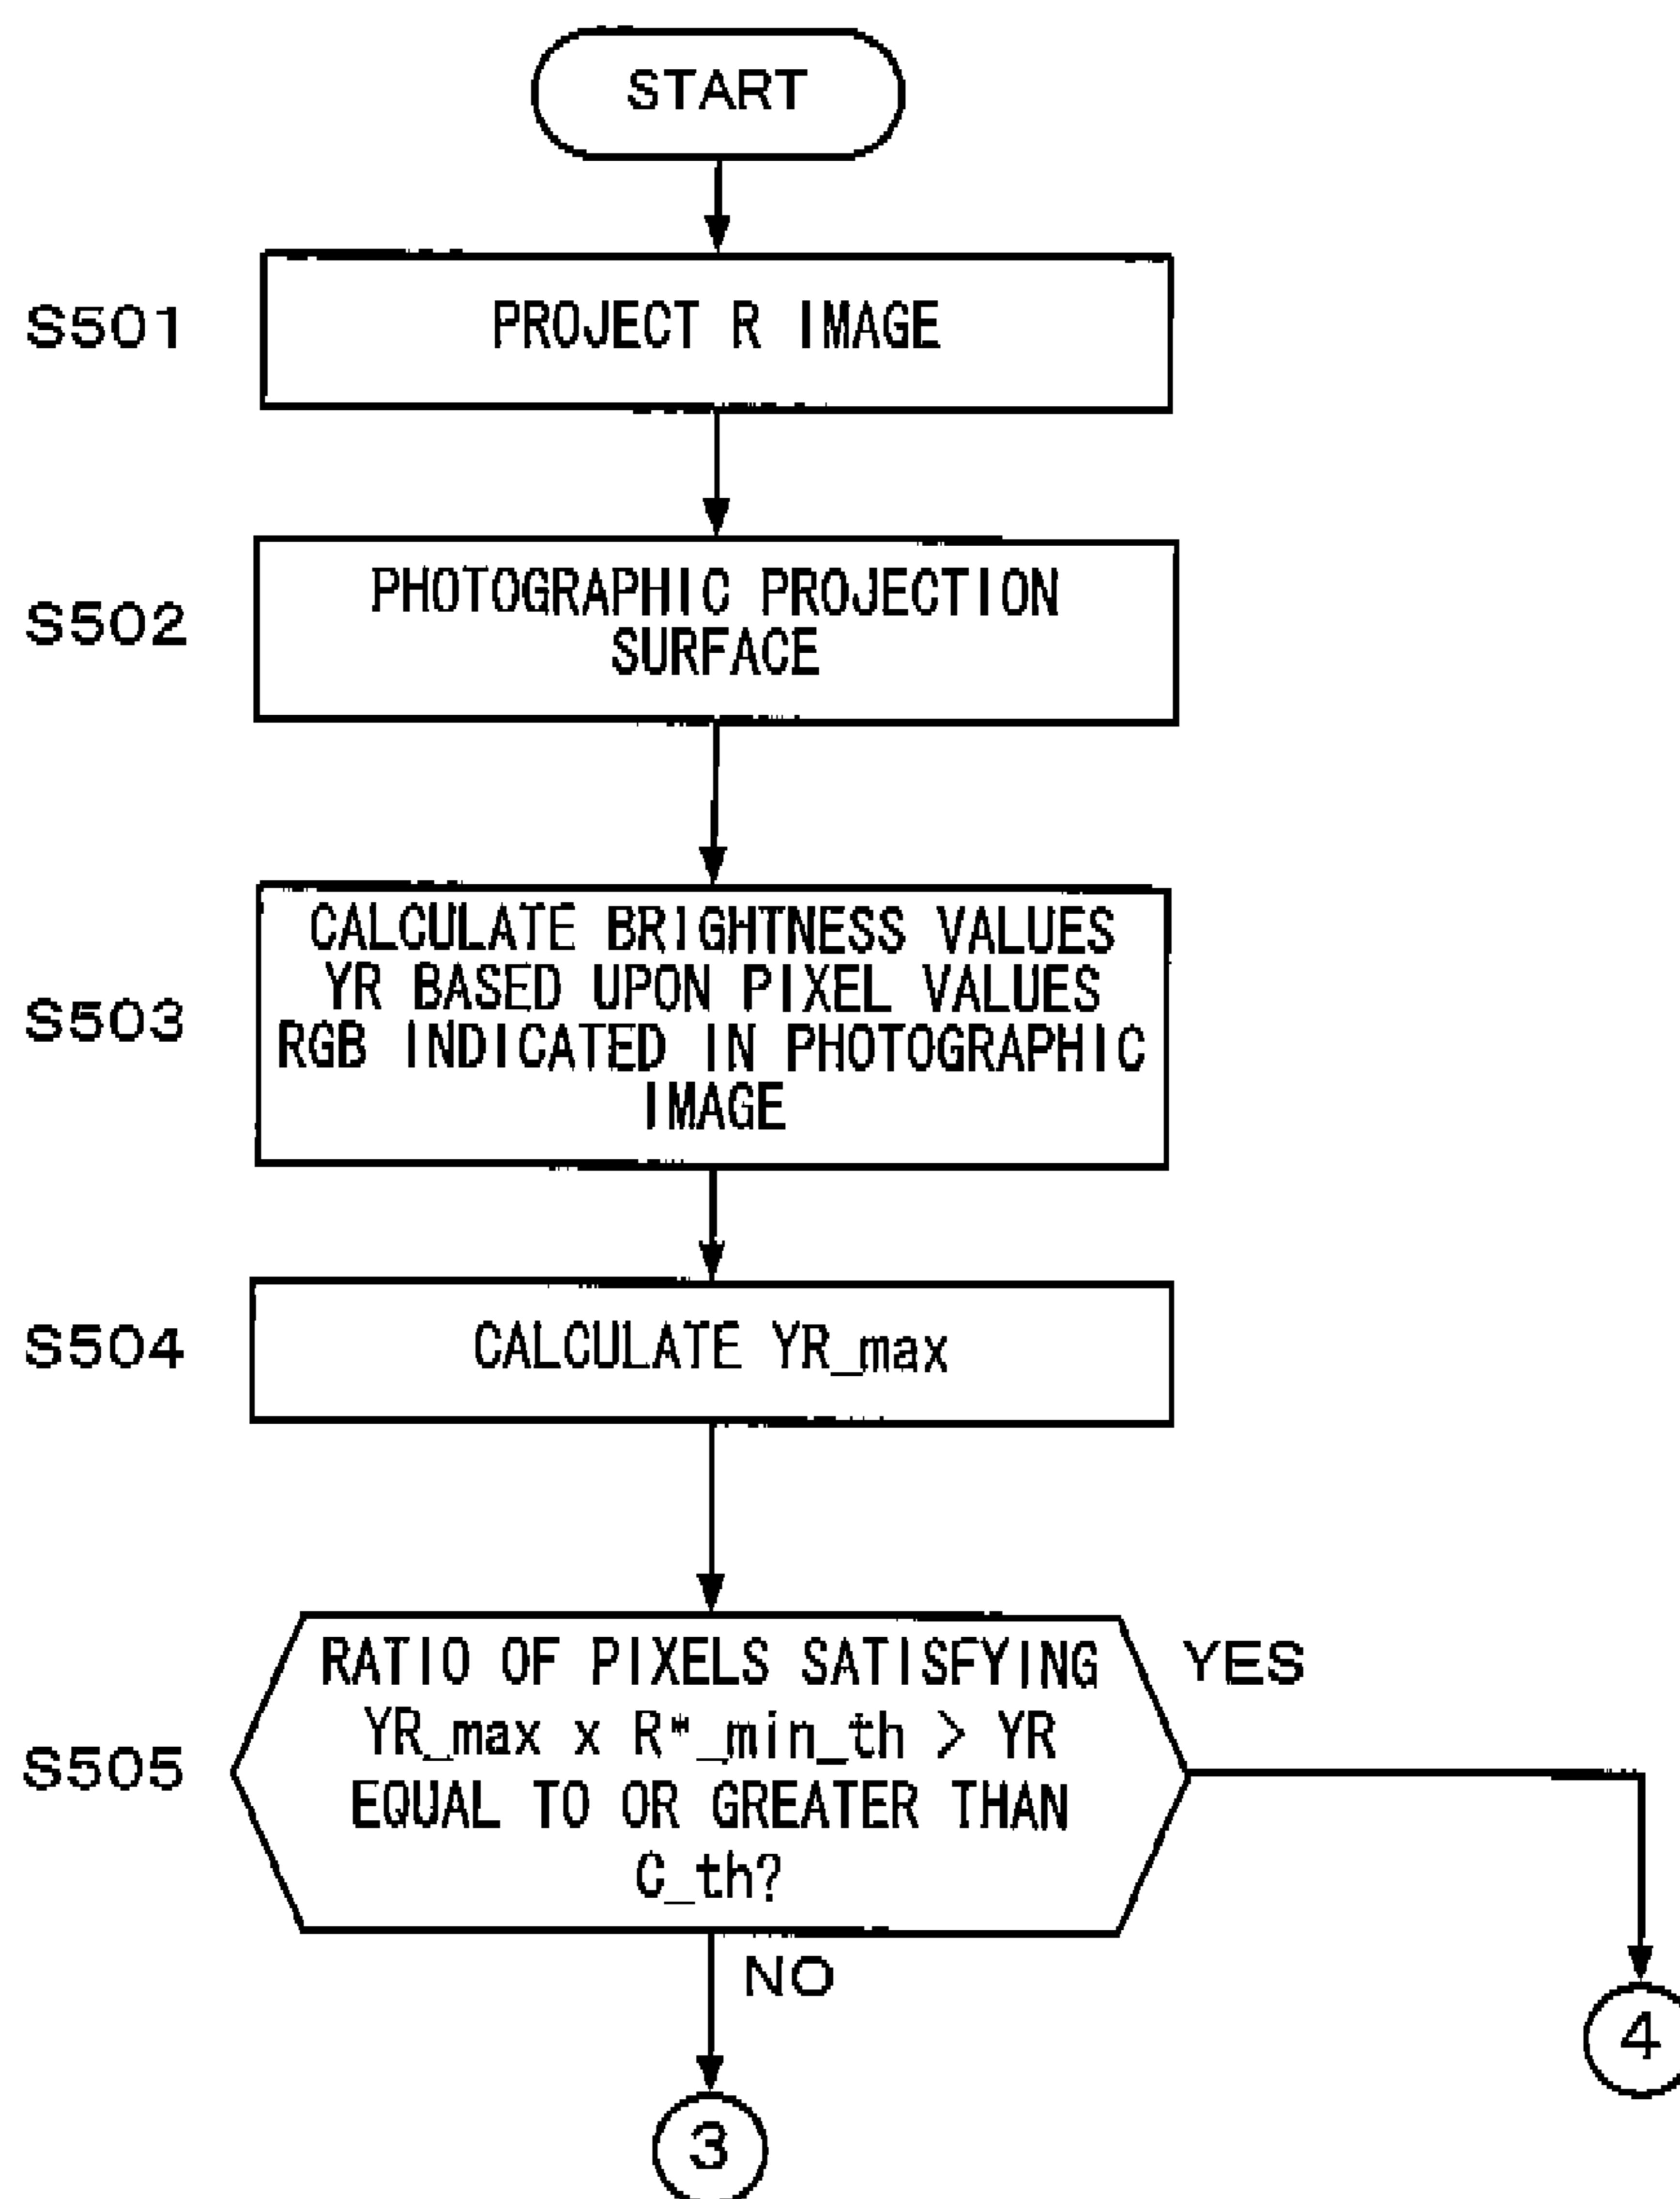 START
S501
PROJECT R IMAGE
S502
PHOTOGRAPHIC PROJECTION
SURFACE
S503
CALCULATE BRIGHTNESS VALUES
YR BASED UPON PIXEL VALUES
RGB INDICATED IN PHOTOGRAPHIC
IMAGE
S504
CALCULATE YR_max
S505
RATIO OF PIXELS SATISFYING
YR_max x R*_min_th > YR
EQUAL TO OR GREATER THAN
C_th?
YES
NO
4
3